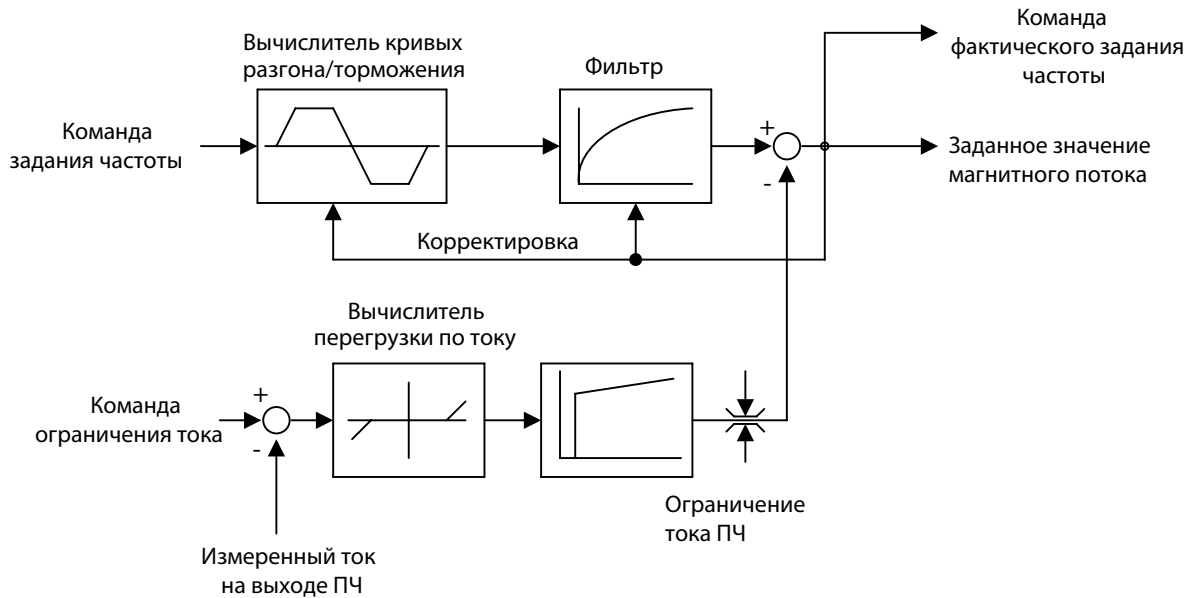 Команда
фактического задания
частоты
Вычислитель кривых
разгона/торможения
Фильтр
Команда
задания частоты
+
-
Заданное значение
магнитного потока
Корректировка
Вычислитель
перегрузки по току
Команда
ограничения тока
+
-
Ограничение
тока ПЧ
Измеренный ток
на выходе ПЧ